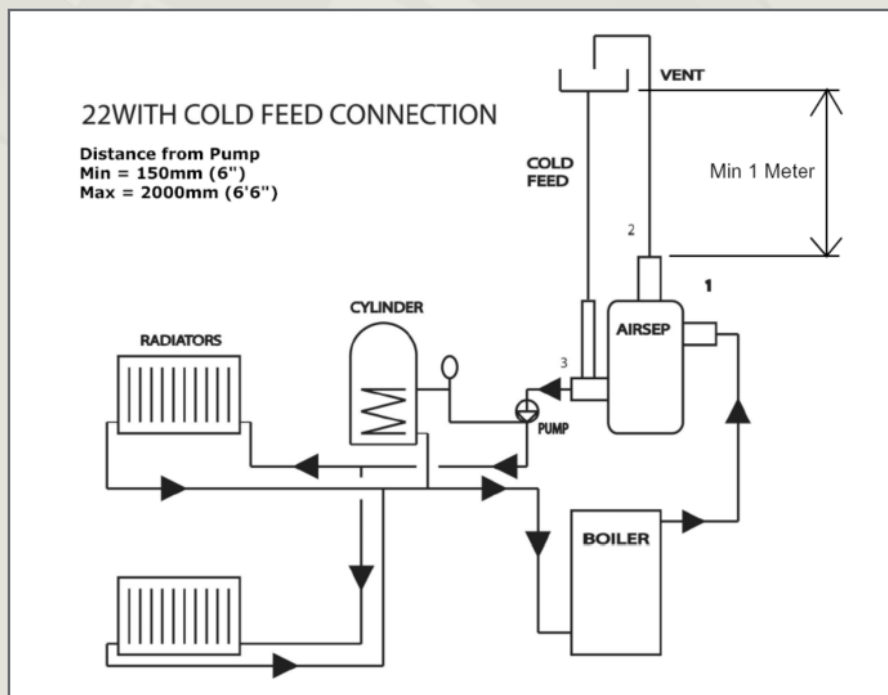 22WITH COLD FEED CONNECTION
Distance from Pump
Min = 150mm (6")
Max = 2000mm (6'6")
VENT
COLD
FEED
Min 1 Meter
2
1
CYLINDER
RADIATORS
AIRSEP
3
PUMP
BOILER